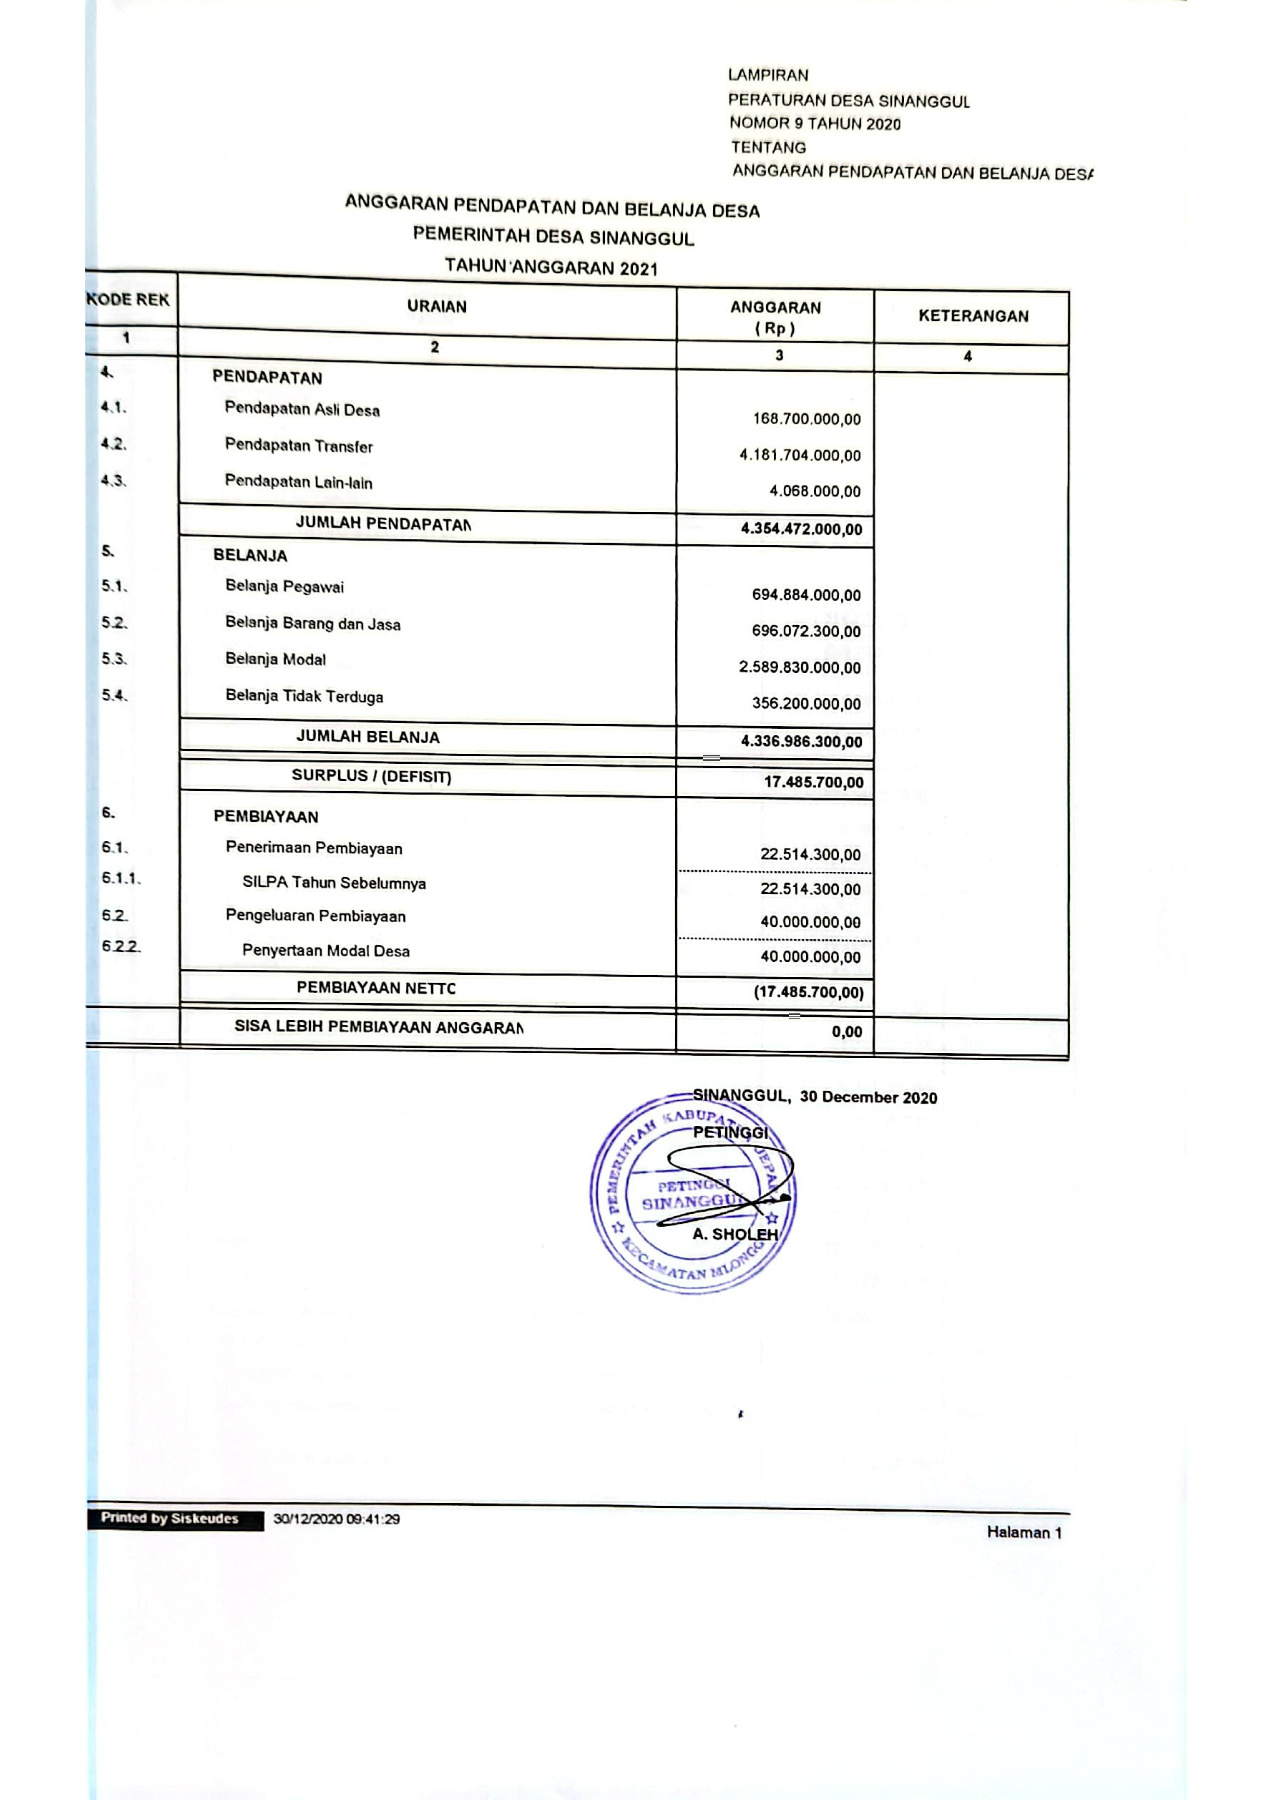 LAMPIRAN
PERATURAN DESA SINANGGUL
NOMOR 9 TAHUN 2020
TENTANG
ANGGARAN PENDAPATAN DAN BELANJA DESA
ANGGARAN PENDAPATAN DAN BELANJA DESA
PEMERINTAH DESA SINANGGUL
TAHUN ANGGARAN 2021
KODE REK URAIAN ANGGARAN ( Rp ) KETERANGAN
1 2 3 4
4. PENDAPATAN
4.1. Pendapatan Asli Desa 168.700.000,00
4.2. Pendapatan Transfer 4.181.704.000,00
4.3. Pendapatan Lain-lain 4.068.000,00
JUMLAH PENDAPATAN 4.354.472.000,00
5. BELANJA
5.1. Belanja Pegawai 694.884.000,00
5.2. Belanja Barang dan Jasa 696.072.300,00
5.3. Belanja Modal 2.589.830.000,00
5.4. Belanja Tidak Terduga 356.200.000,00
JUMLAH BELANJA 4.336.986.300,00
SURPLUS / (DEFISIT) 17.485.700,00
6. PEMBIAYAAN
6.1. Penerimaan Pembiayaan 22.514.300,00
6.1.1. SILPA Tahun Sebelumnya 22.514.300,00
6.2. Pengeluaran Pembiayaan 40.000.000,00
6.2.2. Penyertaan Modal Desa 40.000.000,00
PEMBIAYAAN NETTO (17.485.700,00)
SISA LEBIH PEMBIAYAAN ANGGARAN 0,00
SINANGGUL, 30 December 2020
PETINGGI
PEMERINTAH KABUPATEN JEPARA
PETINGGI
SINANGGUL
KECAMATAN MLONGGO
A. SHOLEH
Printed by Siskeudes 30/12/2020 09:41:29
Halaman 1